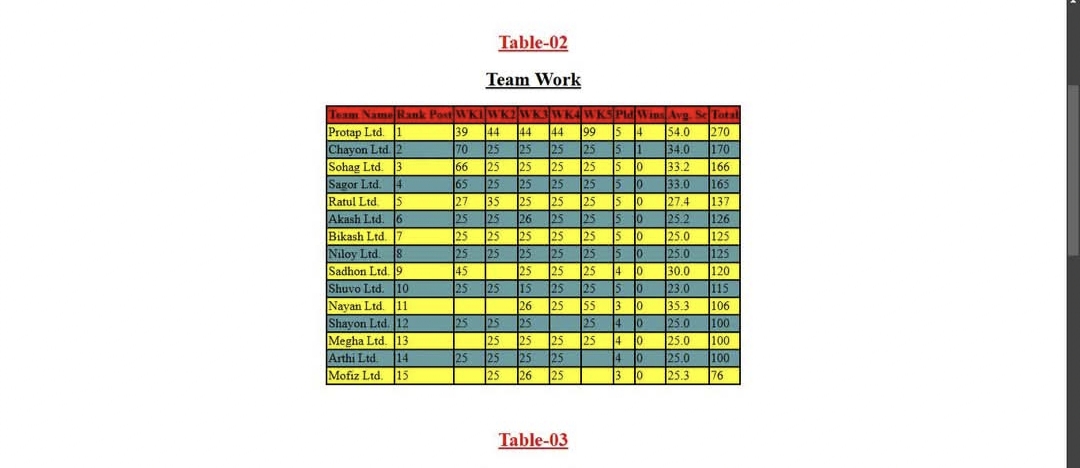 Table-02
Team Work
Team Name Rank Post WK1 WK2 WK3 WK4 WK5 Pld Wins Avg. Sc Total
Protap Ltd. 1 39 44 44 44 99 5 4 54.0 270
Chayon Ltd. 2 70 25 25 25 25 5 1 34.0 170
Sohag Ltd. 3 66 25 25 25 25 5 0 33.2 166
Sagor Ltd. 4 65 25 25 25 25 5 0 33.0 165
Ratul Ltd. 5 27 35 25 25 25 5 0 27.4 137
Akash Ltd. 6 25 25 26 25 25 5 0 25.2 126
Bikash Ltd. 7 25 25 25 25 25 5 0 25.0 125
Niloy Ltd. 8 25 25 25 25 25 5 0 25.0 125
Sadhon Ltd. 9 45 25 25 25 4 0 30.0 120
Shuvo Ltd. 10 25 25 15 25 25 5 0 23.0 115
Nayan Ltd. 11 26 25 55 3 0 35.3 106
Shayon Ltd. 12 25 25 25 25 4 0 25.0 100
Megha Ltd. 13 25 25 25 25 4 0 25.0 100
Arthi Ltd. 14 25 25 25 25 4 0 25.0 100
Mofiz Ltd. 15 25 26 25 3 0 25.3 76
Table-03